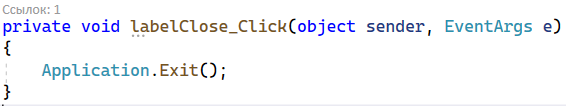 Ссылок: 1
private void labelClose_Click(object sender, EventArgs e)
{
    Application.Exit();
}